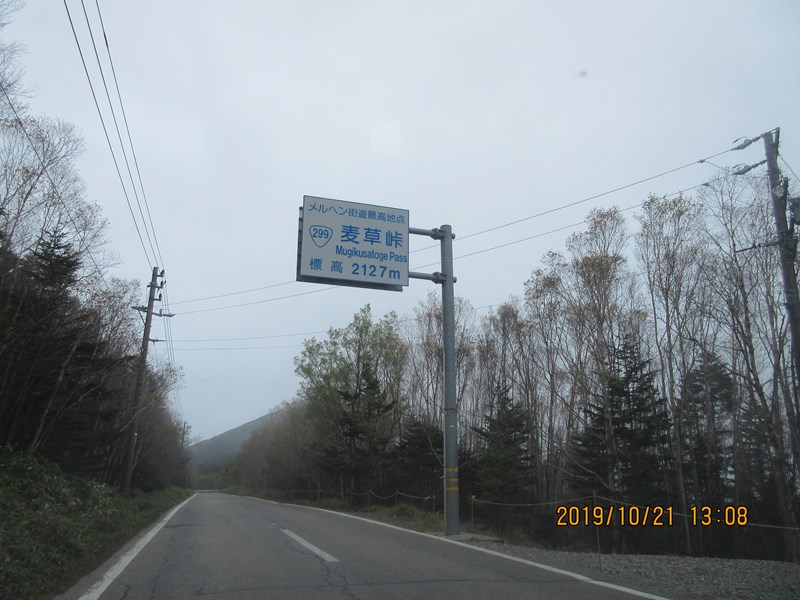 メルヘン街道最高地点
299 麦草峠
Mugikusatoge Pass
標高 2127m
2019/10/21 13:08